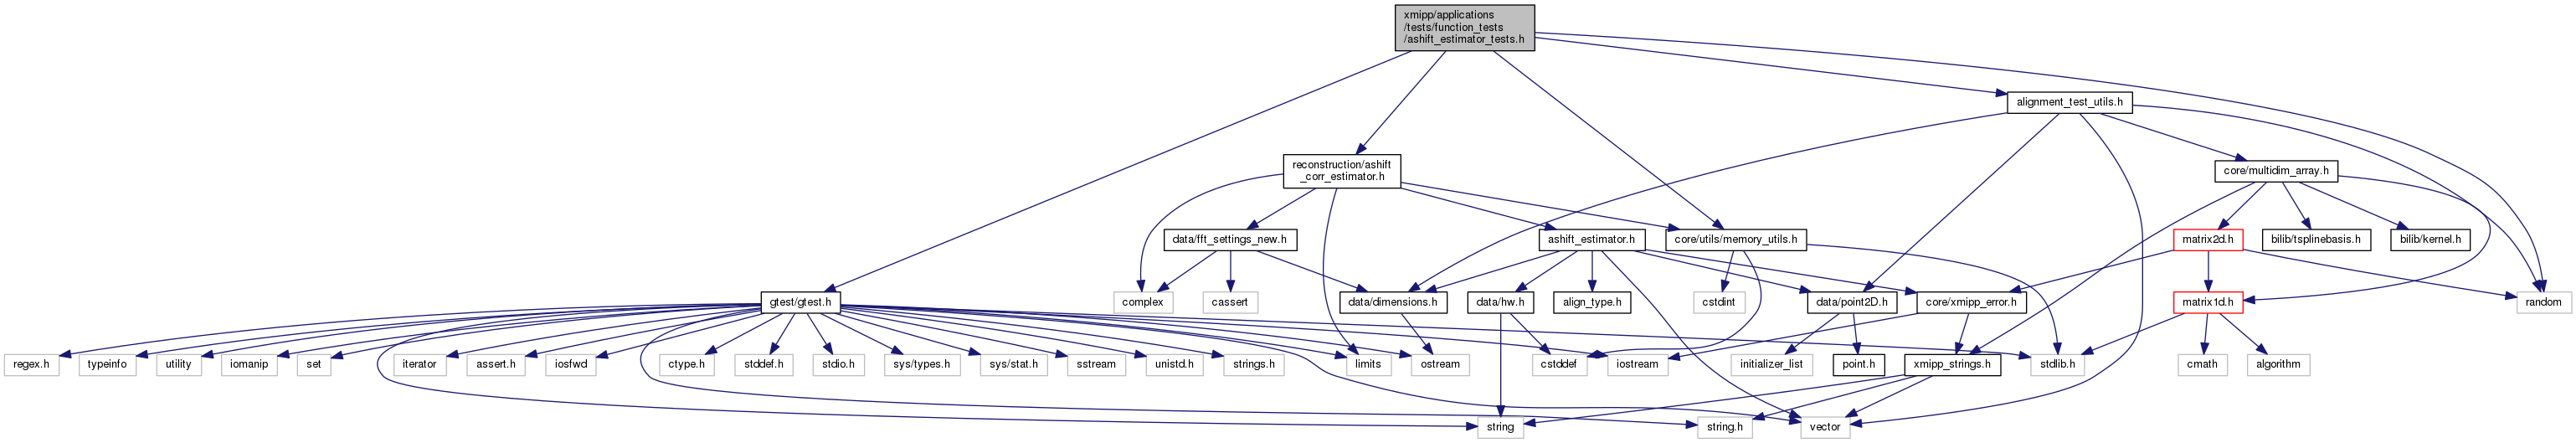 xmipp/applications
/tests/function_tests
/ashift_estimator_tests.h
alignment_test_utils.h
reconstruction/ashift
_corr_estimator.h
core/multidim_array.h
data/fft_settings_new.h
ashift_estimator.h
core/utils/memory_utils.h
matrix2d.h
bilib/tsplinebasis.h
bilib/kernel.h
gtest/gtest.h
complex
cassert
data/dimensions.h
data/hw.h
align_type.h
cstdint
data/point2D.h
core/xmipp_error.h
matrix1d.h
random
regex.h
typeinfo
utility
iomanip
set
iterator
assert.h
iosfwd
ctype.h
stddef.h
stdio.h
sys/types.h
sys/stat.h
sstream
unistd.h
strings.h
limits
ostream
cstddef
iostream
initializer_list
point.h
xmipp_strings.h
stdlib.h
cmath
algorithm
string
string.h
vector